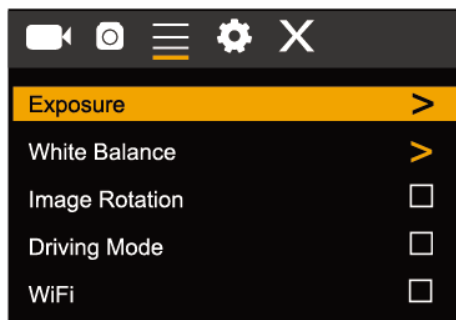 Exposure >
White Balance >
Image Rotation
Driving Mode
WiFi